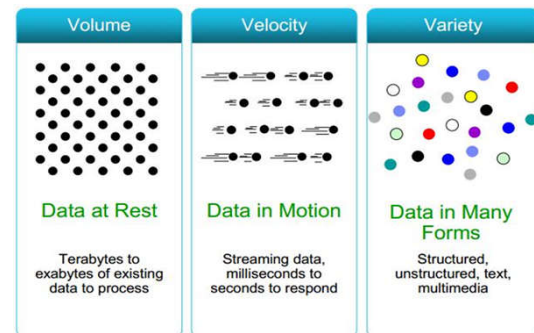 Volume
Data at Rest
Terabytes to
exabytes of existing
data to process
Velocity
Data in Motion
Streaming data,
milliseconds to
seconds to respond
Variety
Data in Many
Forms
Structured,
unstructured, text,
multimedia